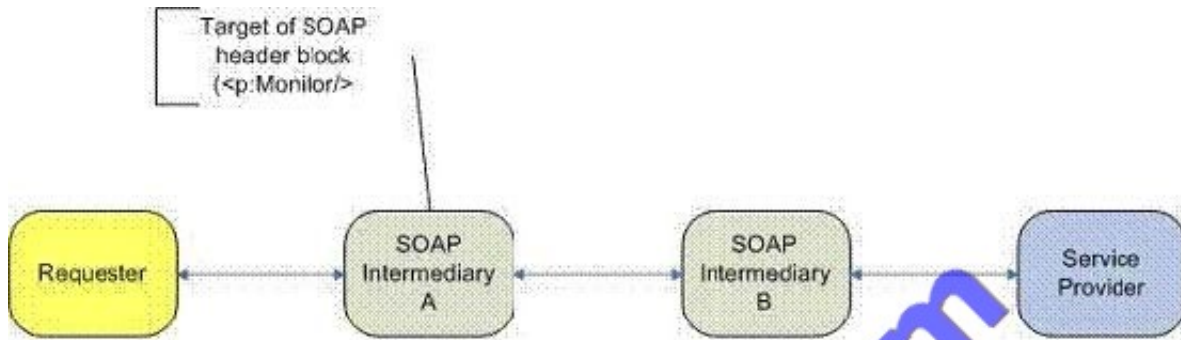 Target of SOAP
header block
(<p:Monilor/>
Requester
SOAP
Intermediary
A
SOAP
Intermediary
B
Service
Provider
m